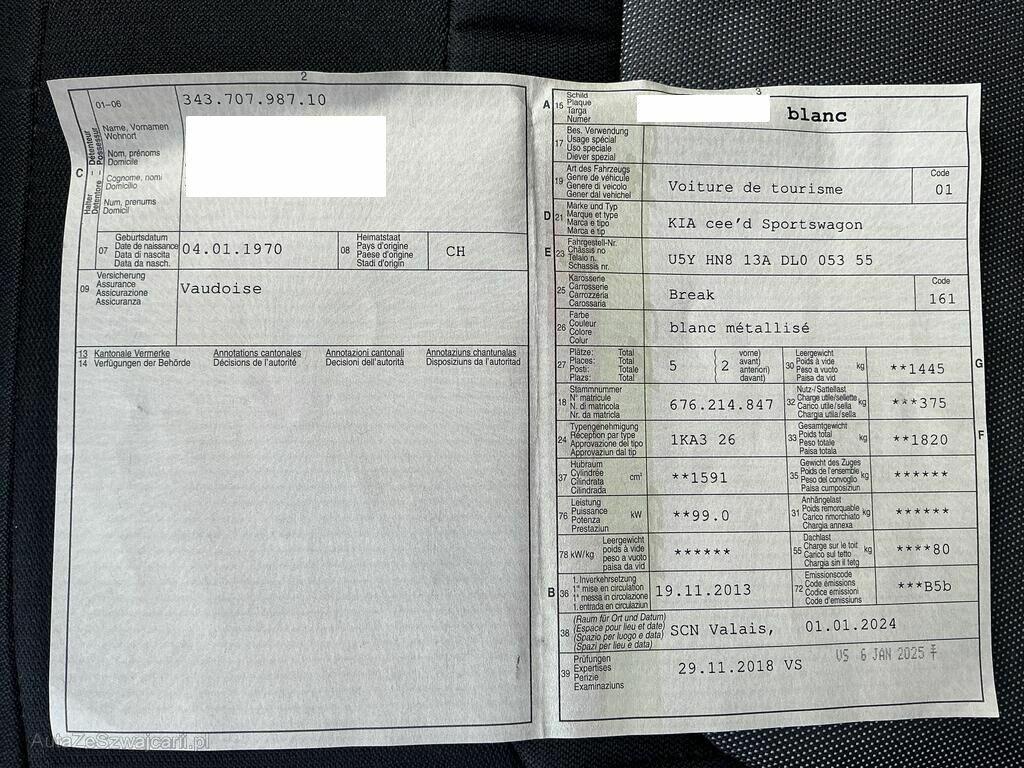 2
01-06
343.707.987.10
C
Halter - Détenteur
Detentore - Possessur
Name, Vornamen
Wohnort
Nom, prénoms
Domicile
Cognome, nomi
Domicilio
Num, prenums
Domicil
07
Geburtsdatum
Date de naissance
Data di nascita
Data da nasch.
04.01.1970
08
Heimatstaat
Pays d'origine
Paese d'origine
Stadi d'origin
CH
09
Versicherung
Assurance
Assicurazione
Assicuranza
Vaudoise
13 Kantonale Vermerke Annotations cantonales Annotazioni cantonali Annotaziuns chantunalas
14 Verfügungen der Behörde Décisions de l'autorité Decisioni dell'autorità Disposiziuns da l'autoritad
3
A 15
Schild
Plaque
Targa
Numer
blanc
17
Bes. Verwendung
Usage spécial
Uso speciale
Diever spezial
19
Art des Fahrzeugs
Genre de véhicule
Genere di veicolo
Gener dal vehichel
Voiture de tourisme
Code
01
D 21
Marke und Typ
Marque et type
Marca e tipo
Marca e tip
KIA cee'd Sportswagon
E 23
Fahrgestell-Nr.
Châssis no
Telaio n.
Schassis nr.
U5Y HN8 13A DL0 053 55
25
Karosserie
Carrosserie
Carrozzeria
Carossaria
Break
Code
161
26
Farbe
Couleur
Colore
Colur
blanc métallisé
27
Plätze: Total
Places: Total
Posti: Totale
Plazs: Total
5
2
vorne)
avant)
anteriori)
davant)
30
Leergewicht
Poids à vide
Peso a vuoto
Paisa da vid
kg
**1445
G
18
Stammnummer
N° matricule
N. di matricola
Nr. da matricla
676.214.847
32
Nutz-/Sattellast
Charge utile/sellette
Carico utile/sella
Chargia utila/sella
kg
***375
24
Typengenehmigung
Réception par type
Approvazione del tipo
Approvaziun dal tip
1KA3 26
33
Gesamtgewicht
Poids total
Peso totale
Paisa totala
kg
**1820
F
37
Hubraum
Cylindrée
Cilindrata
Cilindrada
cm³
**1591
35
Gewicht des Zuges
Poids de l'ensemble
Peso del convoglio
Paisa cumposiziun
kg
******
76
Leistung
Puissance
Potenza
Prestaziun
kW
**99.0
31
Anhängelast
Poids remorquable
Carico rimorchiato
Chargia annexa
kg
******
78 kW/kg
Leergewicht
poids à vide
peso a vuoto
paisa da vid
******
55
Dachlast
Charge sur le toit
Carico sul tetto
Chargia sin il tetg
kg
****80
B 36
1. Inverkehrsetzung
1re mise en circulation
1a messa in circolazione
1. entrada en circulaziun
19.11.2013
72
Emissionscode
Code émissions
Codice emissioni
Code d'emissiuns
***B5b
38
(Raum für Ort und Datum)
(Espace pour lieu et date)
(Spazio per luogo e data)
(Spazi per lieu e data)
SCN Valais, 01.01.2024
39
Prüfungen
Expertises
Perizie
Examinaziuns
29.11.2018 VS
VS 6 JAN 2025
AutaZeSzwajcarii.pl